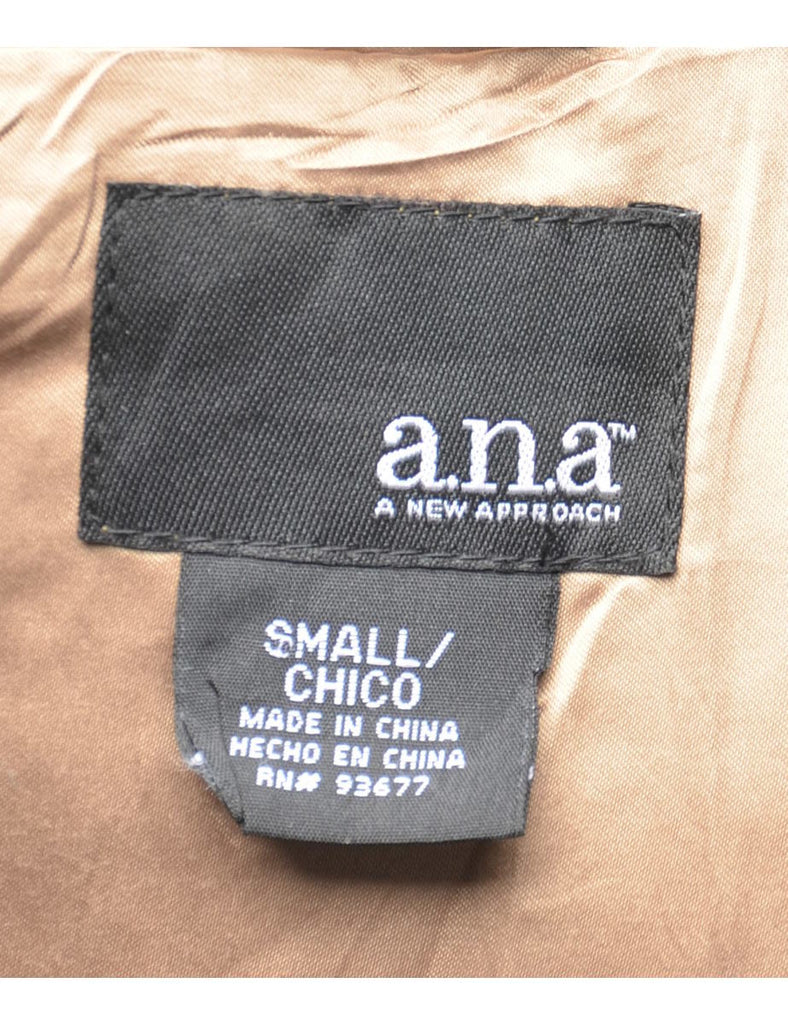 a.n.a™
A NEW APPROACH
SMALL/
CHICO
MADE IN CHINA
HECHO EN CHINA
RN# 93677